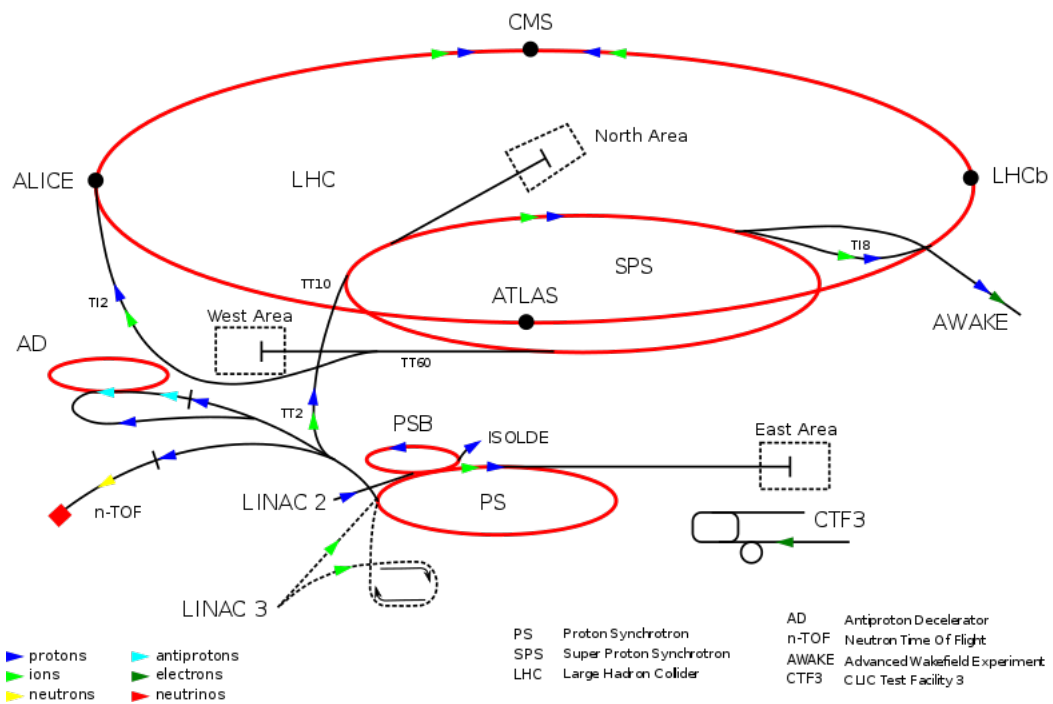 CMS
North Area
ALICE
LHC
LHCb
SPS
TI8
TT10
TI2
ATLAS
West Area
AWAKE
AD
TT60
TT2
PSB
East Area
ISOLDE
LINAC 2
PS
n-TOF
CTF3
LINAC 3
protons
ions
neutrons
antiprotons
electrons
neutrinos
PS Proton Synchrotron
SPS Super Proton Synchrotron
LHC Large Hadron Collider
AD Antiproton Decelerator
n-TOF Neutron Time Of Flight
AWAKE Advanced Wakefield Experiment
CTF3 CLIC Test Facility 3